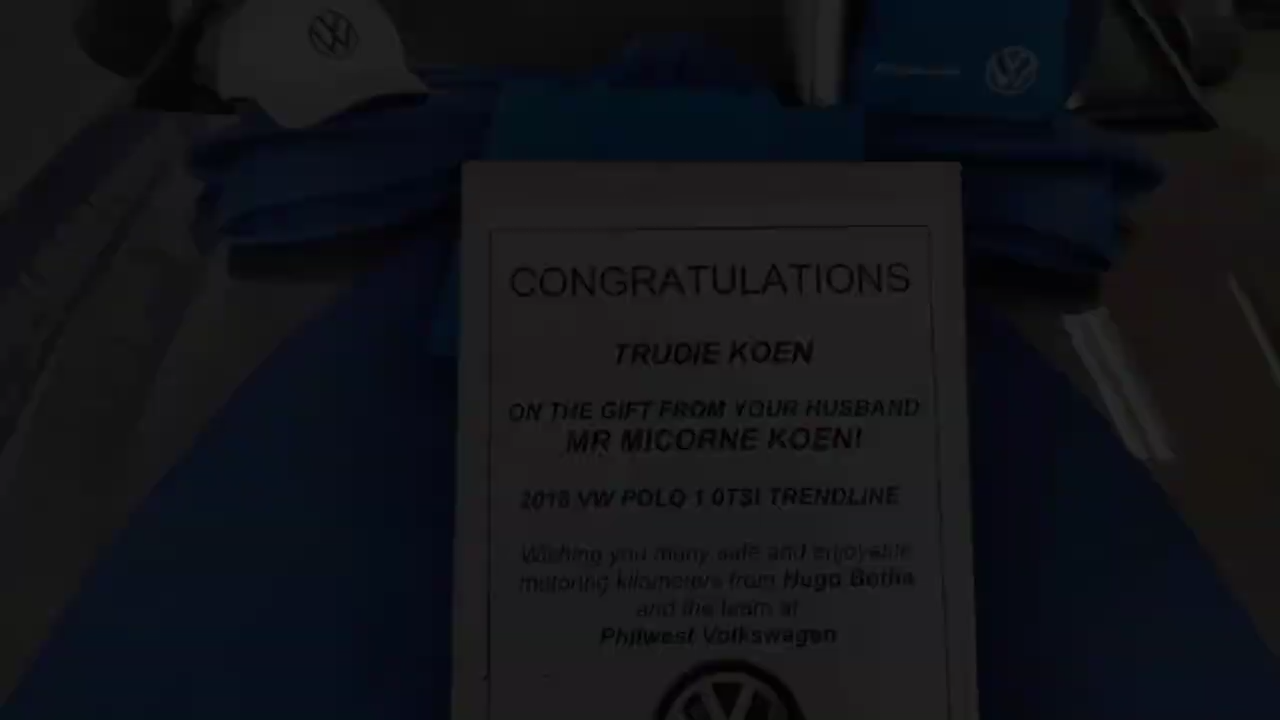 CONGRATULATIONS
TRUDIE KOEN
ON THE GIFT FROM YOUR HUSBAND
MR MICORNE KOEN!
2018 VW POLO 1 0TSI TRENDLINE
Wishing you many safe and enjoyable
motoring kilometers from Hugo Botha
and the team at
Philwest Volkswagen